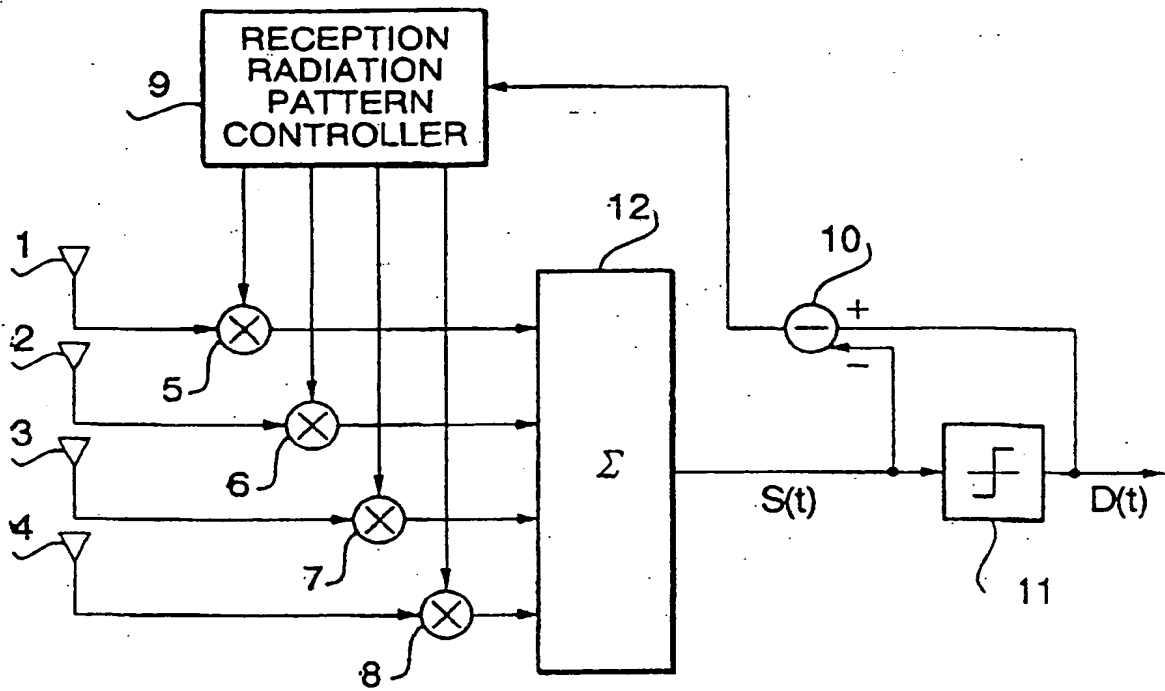 RECEPTION
RADIATION
PATTERN
CONTROLLER
9
12
1
10
+
−
−
5
2
3
6
Σ
S(t)
D(t)
4
7
11
8